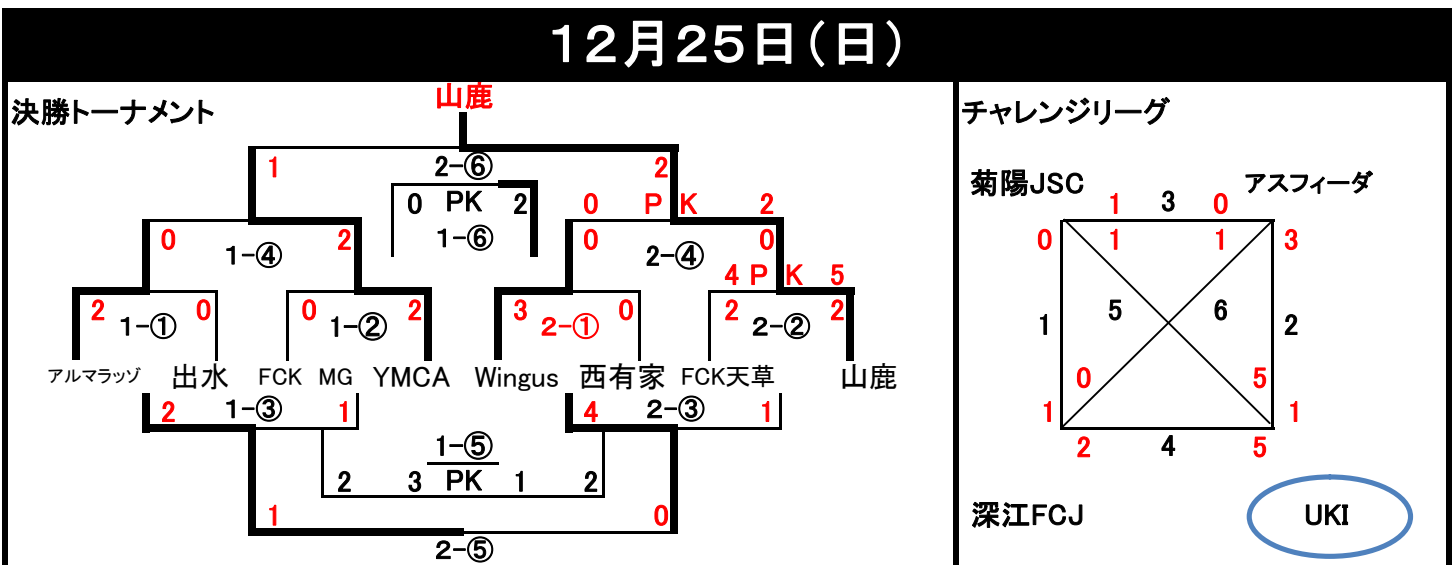 12月25日(日)
決勝トーナメント
山鹿
1 2-⑥ 2
0 PK 2
1-⑥
0 PK 2
0 1-④ 2
0 2-④ 0
4 PK 5
2 1-① 0
0 1-② 2
3 2-① 0
2 2-② 2
アルマラッゾ 出水 FCK MG YMCA Wingus 西有家 FCK天草 山鹿
2 1-③ 1
4 2-③ 1
1-⑤
2 3 PK 1 2
1 0
2-⑤
チャレンジリーグ
菊陽JSC アスフィーダ
1 3 0
0 1 1 3
1 5 6 2
0 5
1 1
2 4 5
深江FCJ UKI